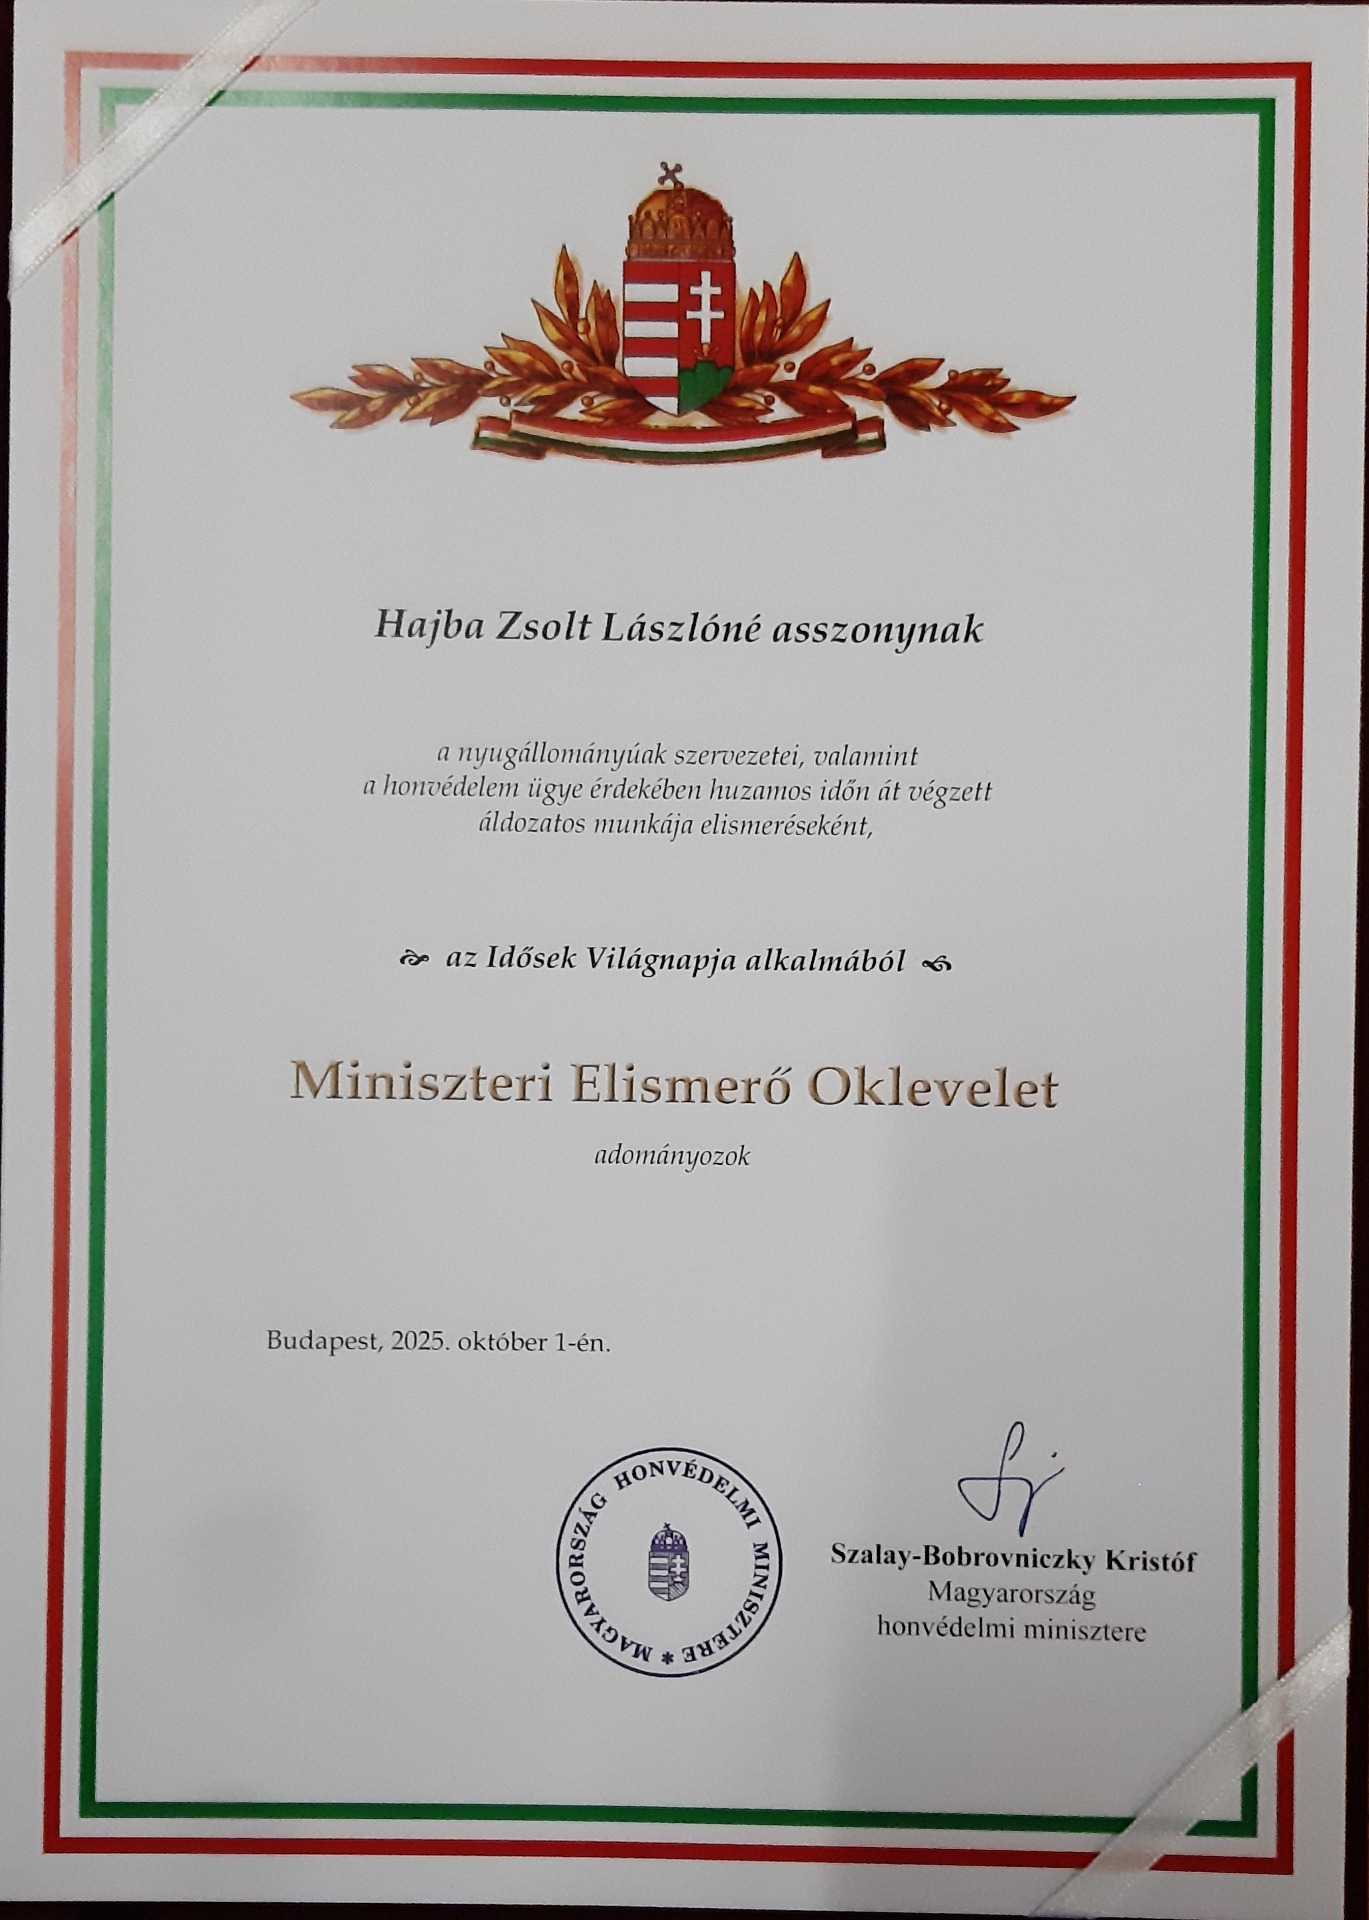 Hajba Zsolt Lászlóné asszonynak
a nyugállományúak szervezetei, valamint
a honvédelem ügye érdekében huzamos időn át végzett
áldozatos munkája elismeréseként,
az Idősek Világnapja alkalmából
Miniszteri Elismerő Oklevelet
adományozok
Budapest, 2025. október 1-én.
MAGYARORSZÁG HONVÉDELMI MINISZTERE *
Szalay-Bobrovniczky Kristóf
Magyarország
honvédelmi minisztere